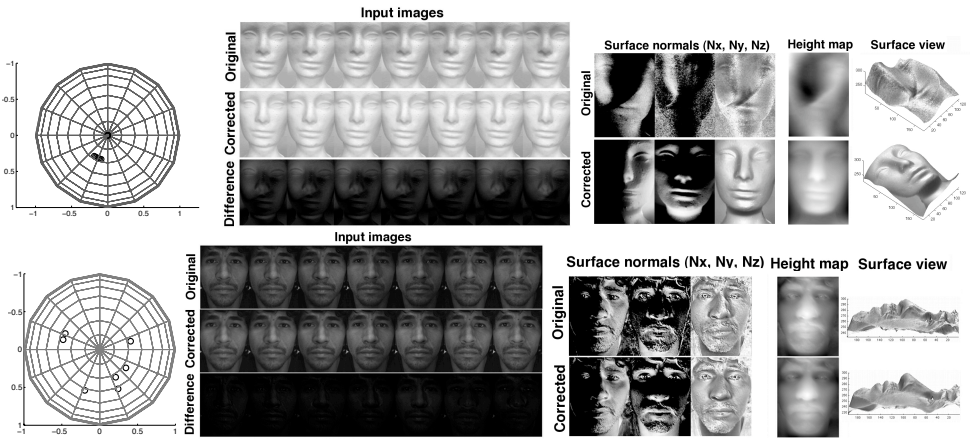 Input images
Original
Corrected
Difference
−1
−0.5
0
0.5
1
−1 −0.5 0 0.5 1
Surface normals (Nx, Ny, Nz) Height map Surface view
Original
Corrected
Input images
Original
Corrected
Difference
−1
−0.5
0
0.5
1
−1 −0.5 0 0.5 1
Surface normals (Nx, Ny, Nz) Height map Surface view
Original
Corrected